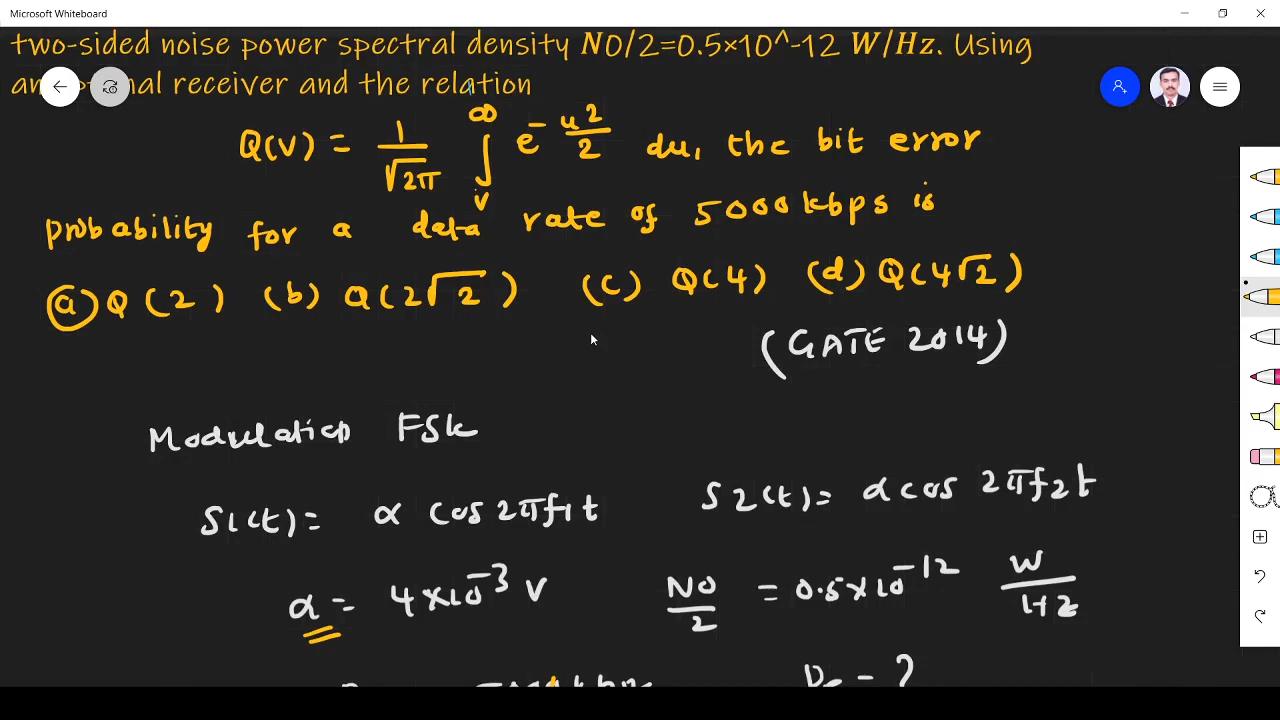 Microsoft Whiteboard
two-sided noise power spectral density N0/2=0.5×10^-12 W/Hz. Using
receiver and the relation
Q(V) = 1/√2π ∫ v ∞ e^-u2/2 du, the bit error
probability for a data rate of 5000kbps is
(a) Q(2) (b) Q(2√2) (c) Q(4) (d) Q(4√2)
(GATE 2014)
Modulation FSK
S1(t)= α cos 2πf1t S2(t)= α cos 2πf2t
α = 4×10^-3 V N0/2 = 0.5×10^-12 W/Hz
= ?